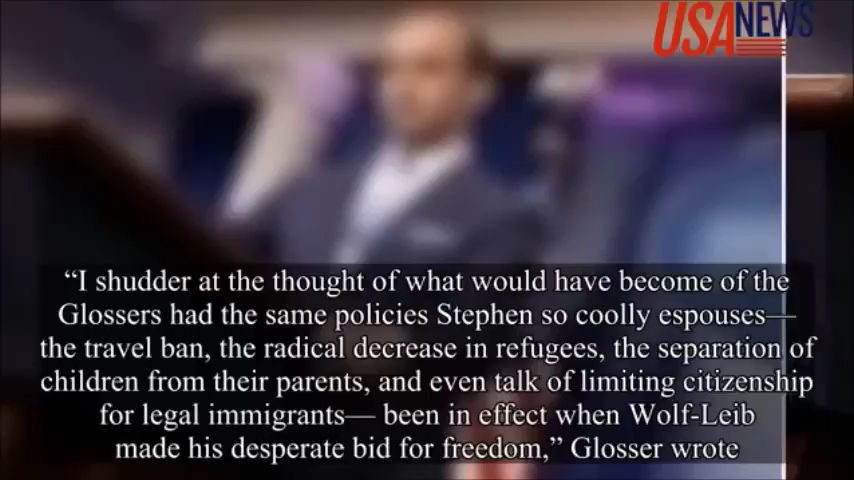 USANEWS
“I shudder at the thought of what would have become of the
Glossers had the same policies Stephen so coolly espouses—
the travel ban, the radical decrease in refugees, the separation of
children from their parents, and even talk of limiting citizenship
for legal immigrants— been in effect when Wolf-Leib
made his desperate bid for freedom,” Glosser wrote